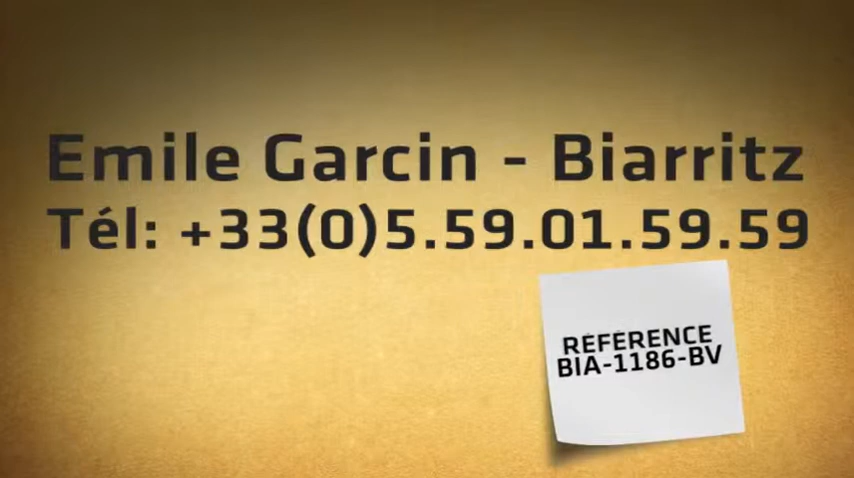 Emile Garcin - Biarritz
Tél: +33(0)5.59.01.59.59
RÉFÉRENCE
BIA-1186-BV